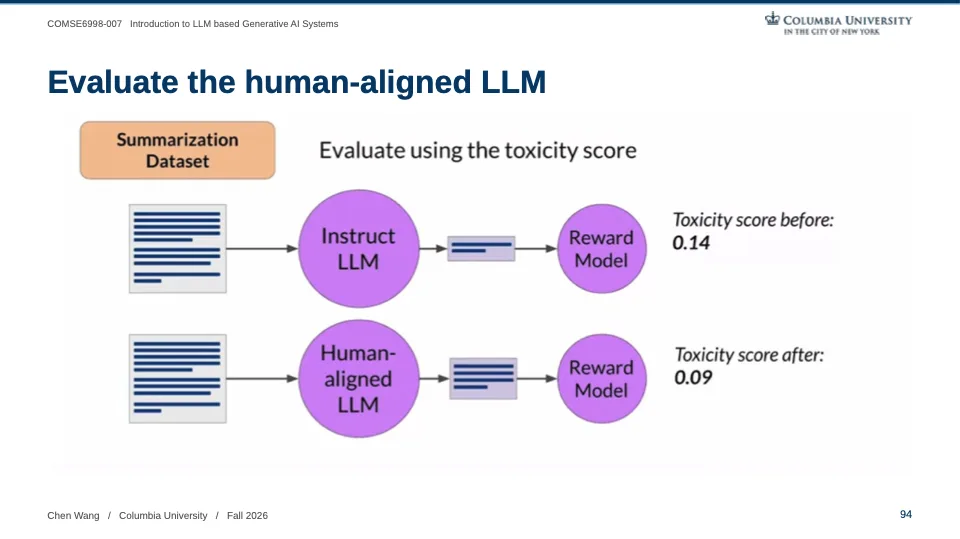 COMSE6998-007 Introduction to LLM based Generative AI Systems
COLUMBIA UNIVERSITY
IN THE CITY OF NEW YORK
Evaluate the human-aligned LLM
Summarization
Dataset
Evaluate using the toxicity score
Instruct
LLM
Reward
Model
Toxicity score before:
0.14
Human-
aligned
LLM
Reward
Model
Toxicity score after:
0.09
Chen Wang / Columbia University / Fall 2026
94